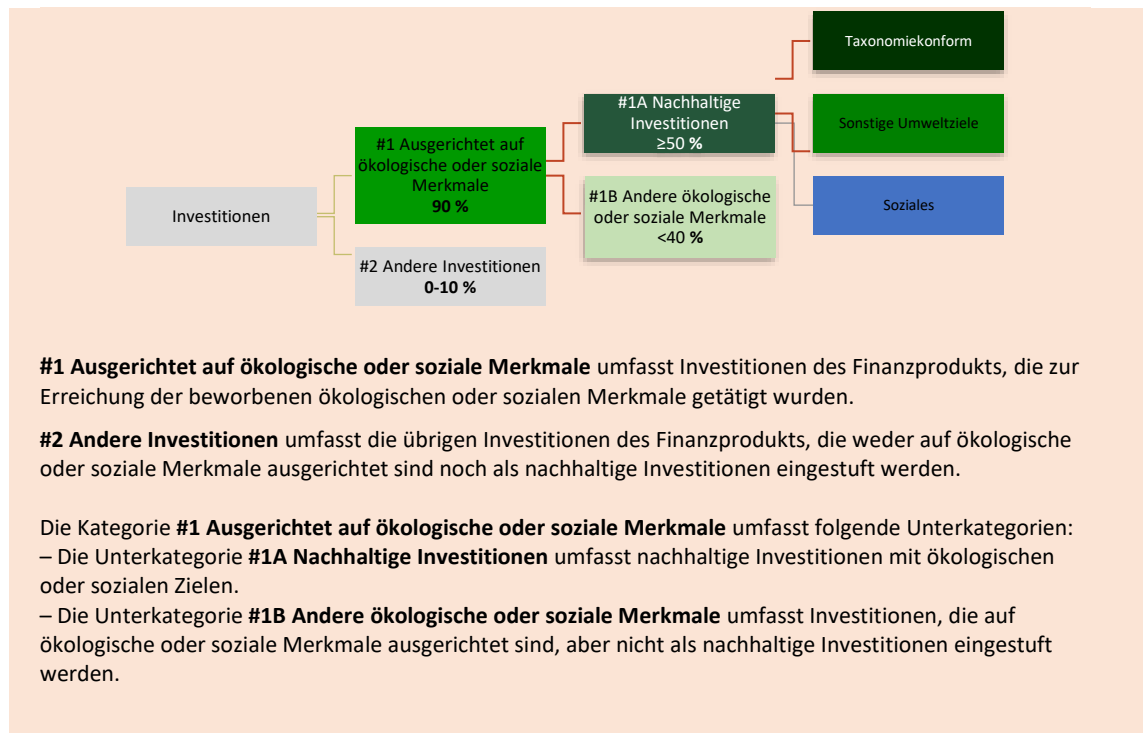 Taxonomiekonform
#1A Nachhaltige
Investitionen
≥50 %
Sonstige Umweltziele
#1 Ausgerichtet auf
ökologische oder soziale
Merkmale
90 %
Investitionen
#1B Andere ökologische
oder soziale Merkmale
<40 %
Soziales
#2 Andere Investitionen
0-10 %
#1 Ausgerichtet auf ökologische oder soziale Merkmale umfasst Investitionen des Finanzprodukts, die zur
Erreichung der beworbenen ökologischen oder sozialen Merkmale getätigt wurden.
#2 Andere Investitionen umfasst die übrigen Investitionen des Finanzprodukts, die weder auf ökologische
oder soziale Merkmale ausgerichtet sind noch als nachhaltige Investitionen eingestuft werden.
Die Kategorie #1 Ausgerichtet auf ökologische oder soziale Merkmale umfasst folgende Unterkategorien:
– Die Unterkategorie #1A Nachhaltige Investitionen umfasst nachhaltige Investitionen mit ökologischen
oder sozialen Zielen.
– Die Unterkategorie #1B Andere ökologische oder soziale Merkmale umfasst Investitionen, die auf
ökologische oder soziale Merkmale ausgerichtet sind, aber nicht als nachhaltige Investitionen eingestuft
werden.